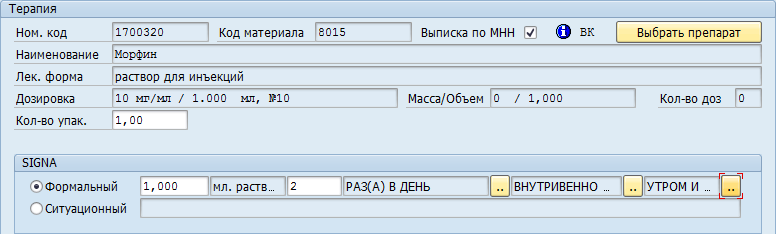 Терапия
Ном. код 1700320 Код материала 8015 Выписка по МНН ВК Выбрать препарат
Наименование Морфин
Лек. форма раствор для инъекций
Дозировка 10 мг/мл / 1.000 мл, №10 Масса/Объем 0 / 1,000 Кол-во доз 0
Кол-во упак. 1,00
SIGNA
Формальный 1,000 мл. раств… 2 РАЗ(А) В ДЕНЬ .. ВНУТРИВЕННО … .. УТРОМ И … ..
Ситуационный